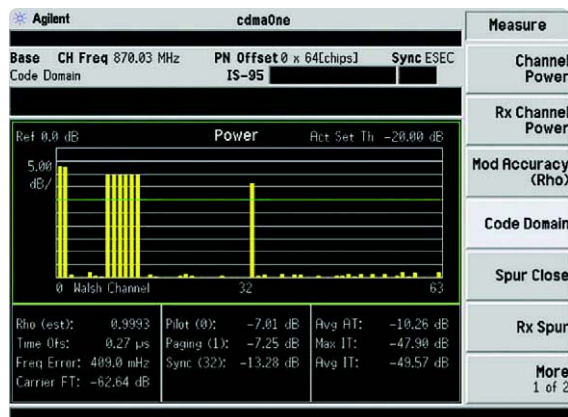 Agilent cdmaOne Measure
Base CH Freq 870.03 MHz PN Offset 0 x 64[chips] Sync ESEC
Code Domain IS-95
Channel Power
Rx Channel Power
Mod Accuracy (Rho)
Code Domain
Spur Close
Rx Spur
More
1 of 2
Ref 0.0 dB Power Act Set Th -20.00 dB
5.00
dB/
0 Walsh Channel 32 63
Rho (est): 0.9993 Pilot (0): -7.01 dB Avg AT: -10.26 dB
Time Ofs: 0.27 µs Paging (1): -7.25 dB Max IT: -47.90 dB
Freq Error: 409.0 mHz Sync (32): -13.28 dB Avg IT: -49.57 dB
Carrier FT: -62.64 dB